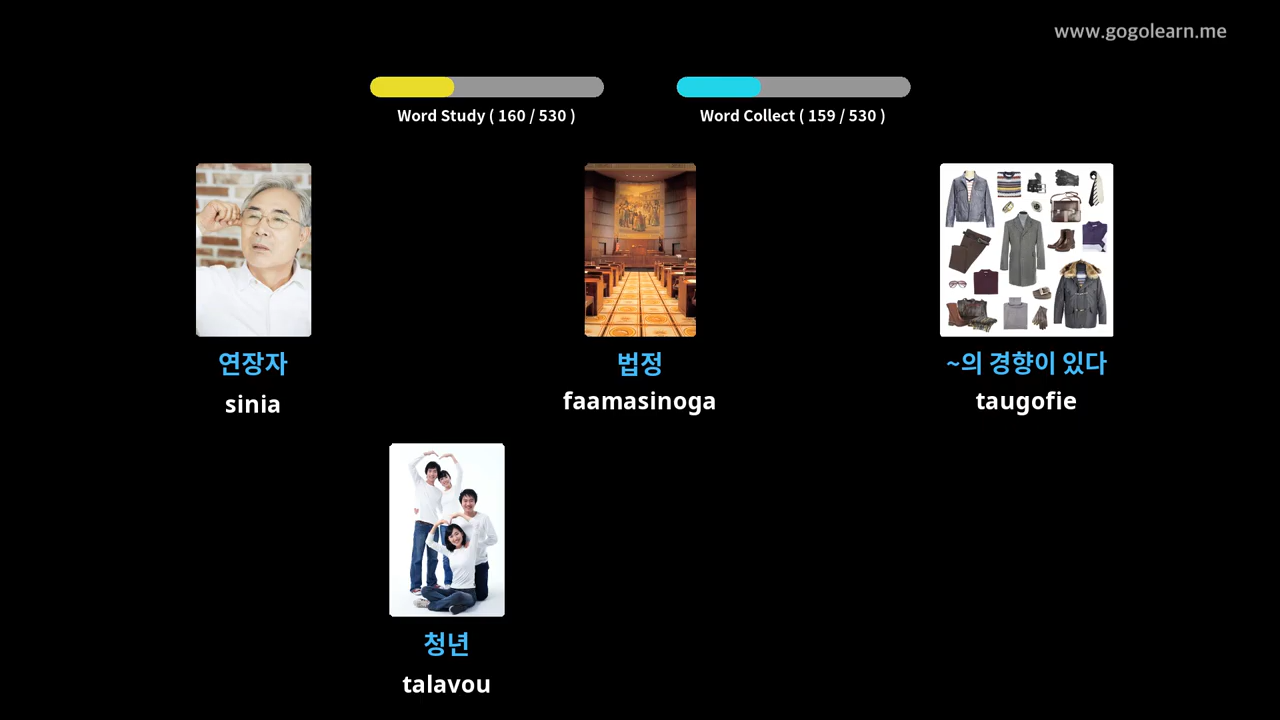 www.gogolearn.me
Word Study ( 160 / 530 )
Word Collect ( 159 / 530 )
연장자
sinia
법정
faamasinoga
~의 경향이 있다
taugofie
청년
talavou